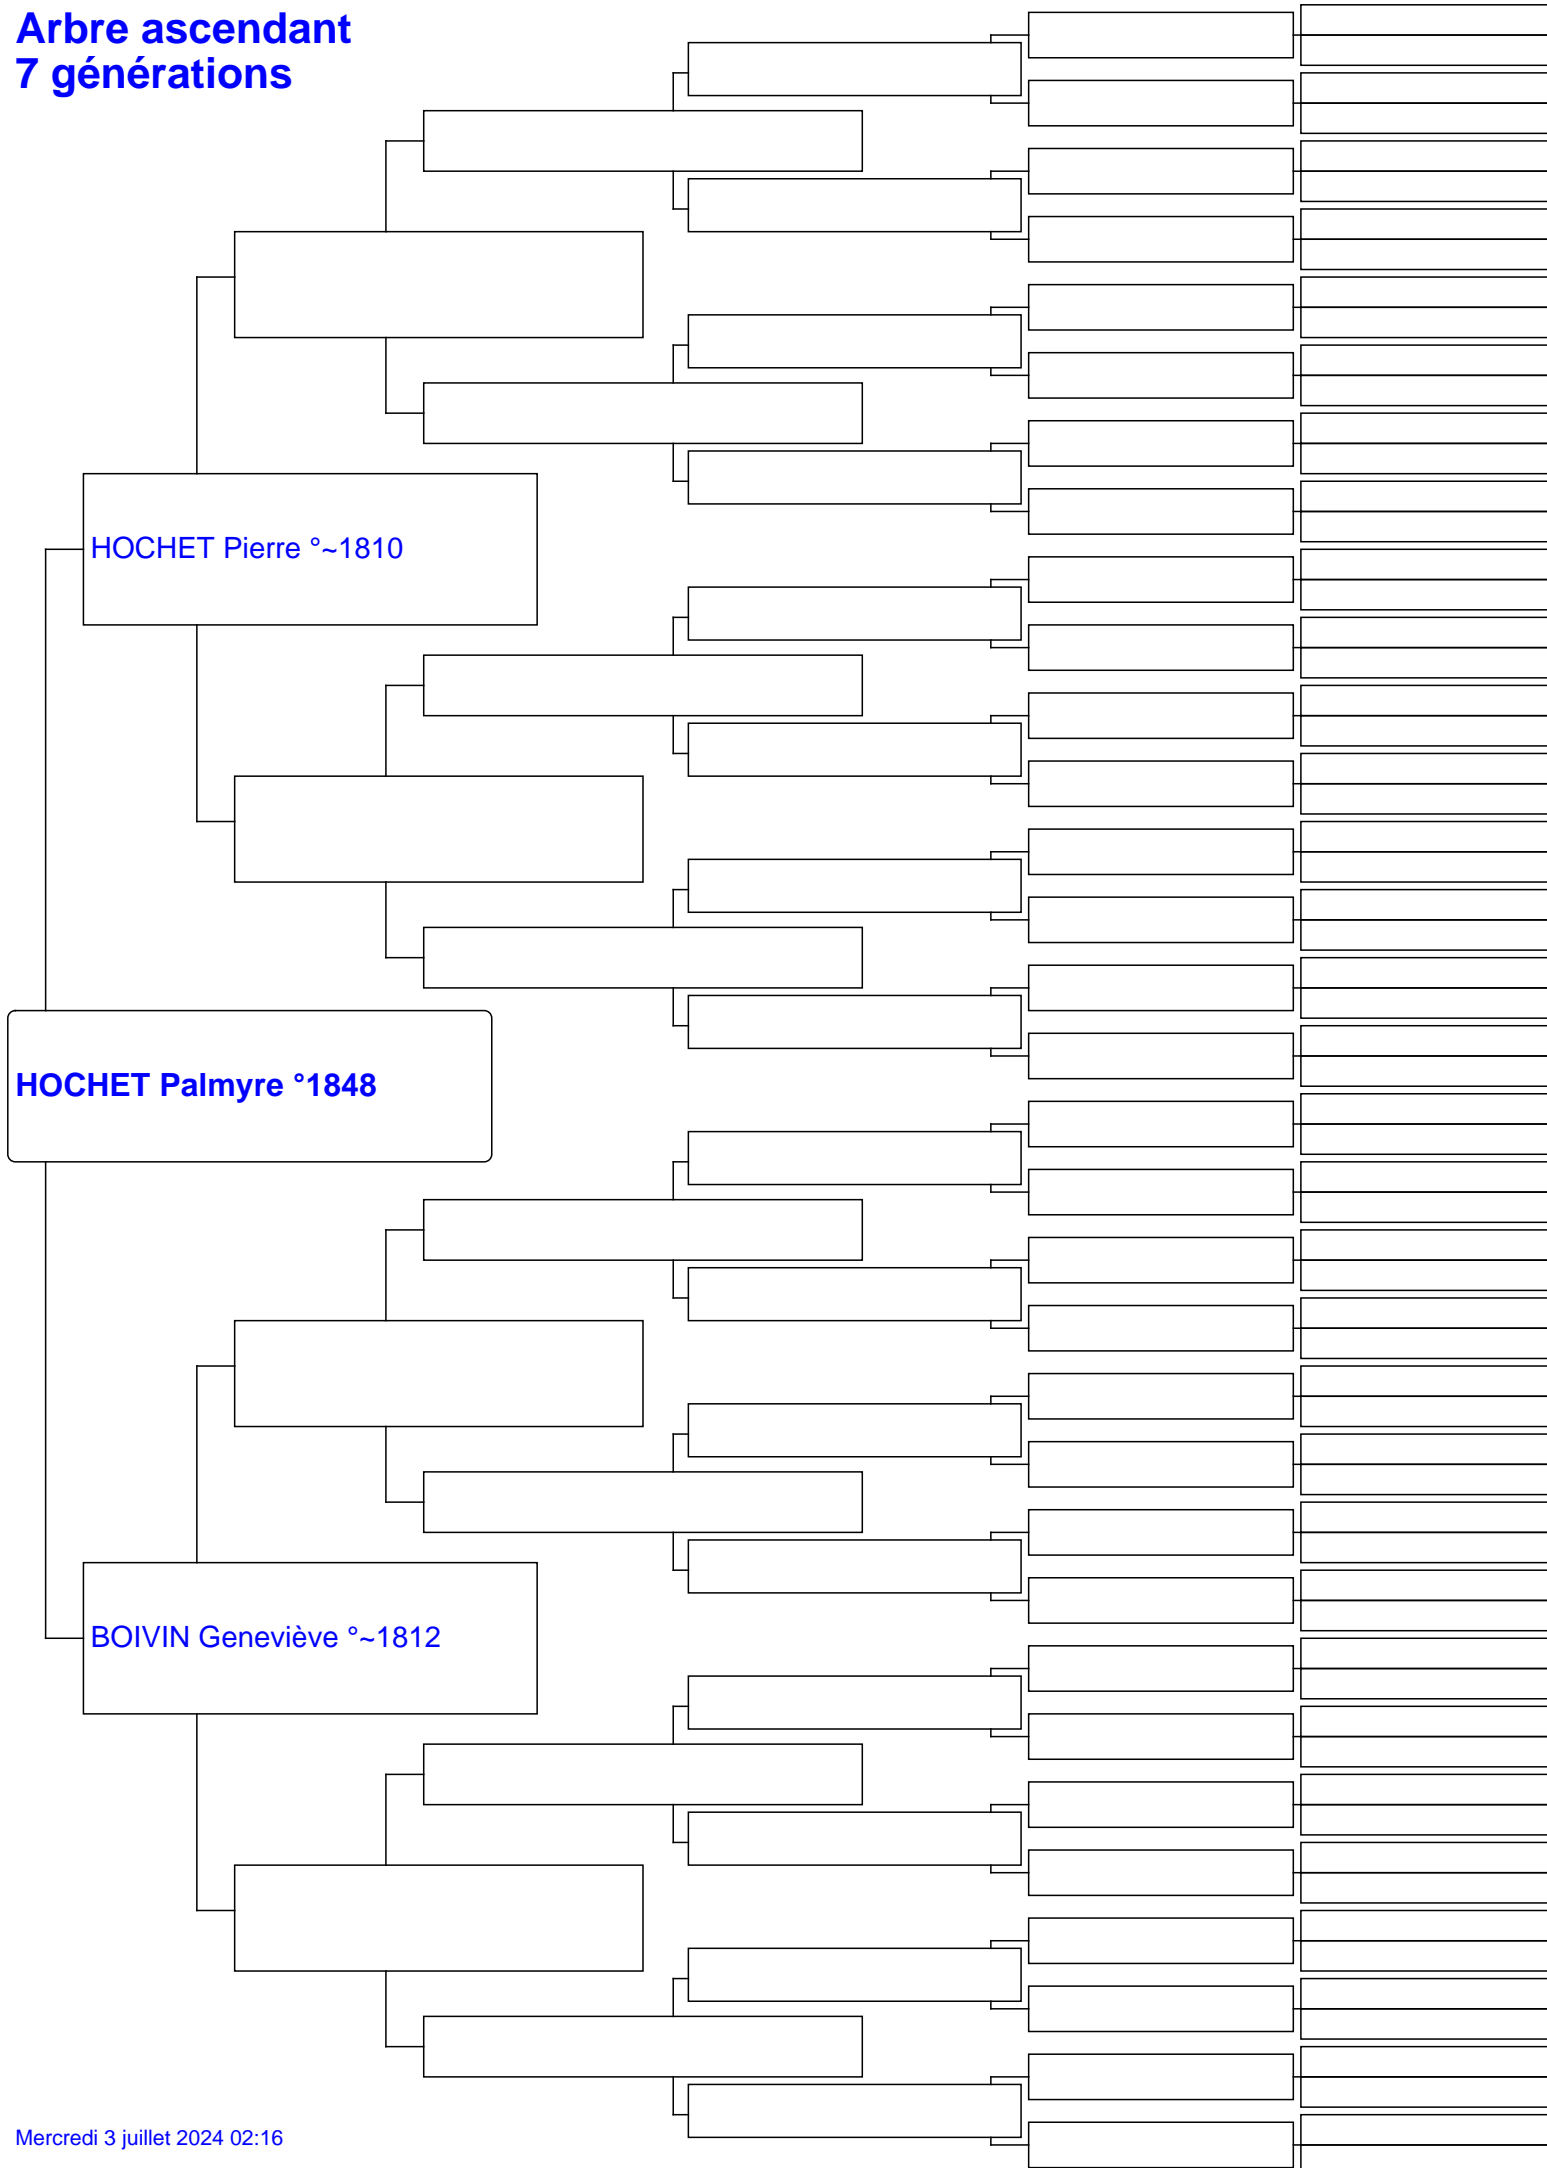 Arbre ascendant
7 générations
HOCHET Pierre °~1810
HOCHET Palmyre °1848
BOIVIN Geneviève °~1812
Mercredi 3 juillet 2024 02:16